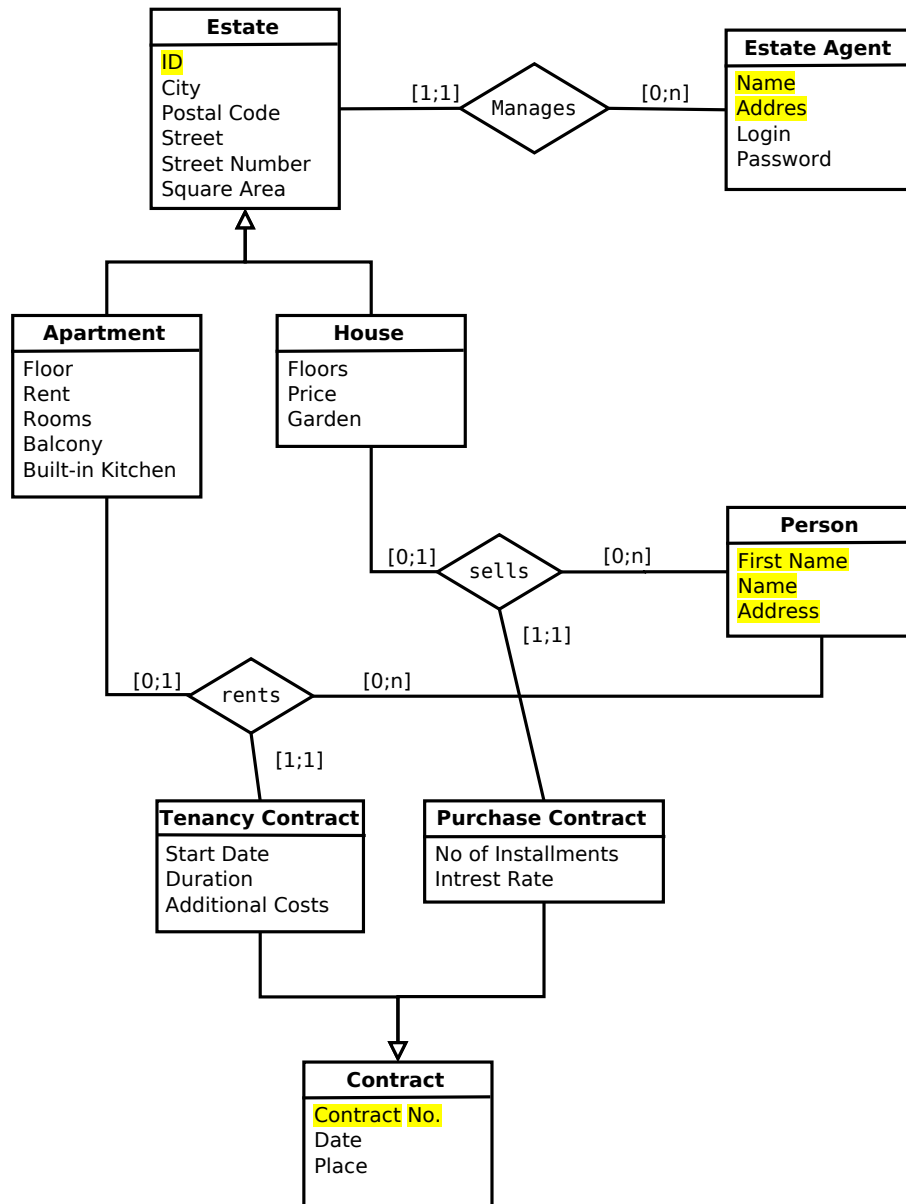 Estate
ID
City
Postal Code
Street
Street Number
Square Area
[1;1]
Manages
[0;n]
Estate Agent
Name
Addres
Login
Password
Apartment
Floor
Rent
Rooms
Balcony
Built-in Kitchen
House
Floors
Price
Garden
[0;1]
sells
[0;n]
[1;1]
Person
First Name
Name
Address
[0;1]
rents
[0;n]
[1;1]
Tenancy Contract
Start Date
Duration
Additional Costs
Purchase Contract
No of Installments
Intrest Rate
Contract
Contract No.
Date
Place